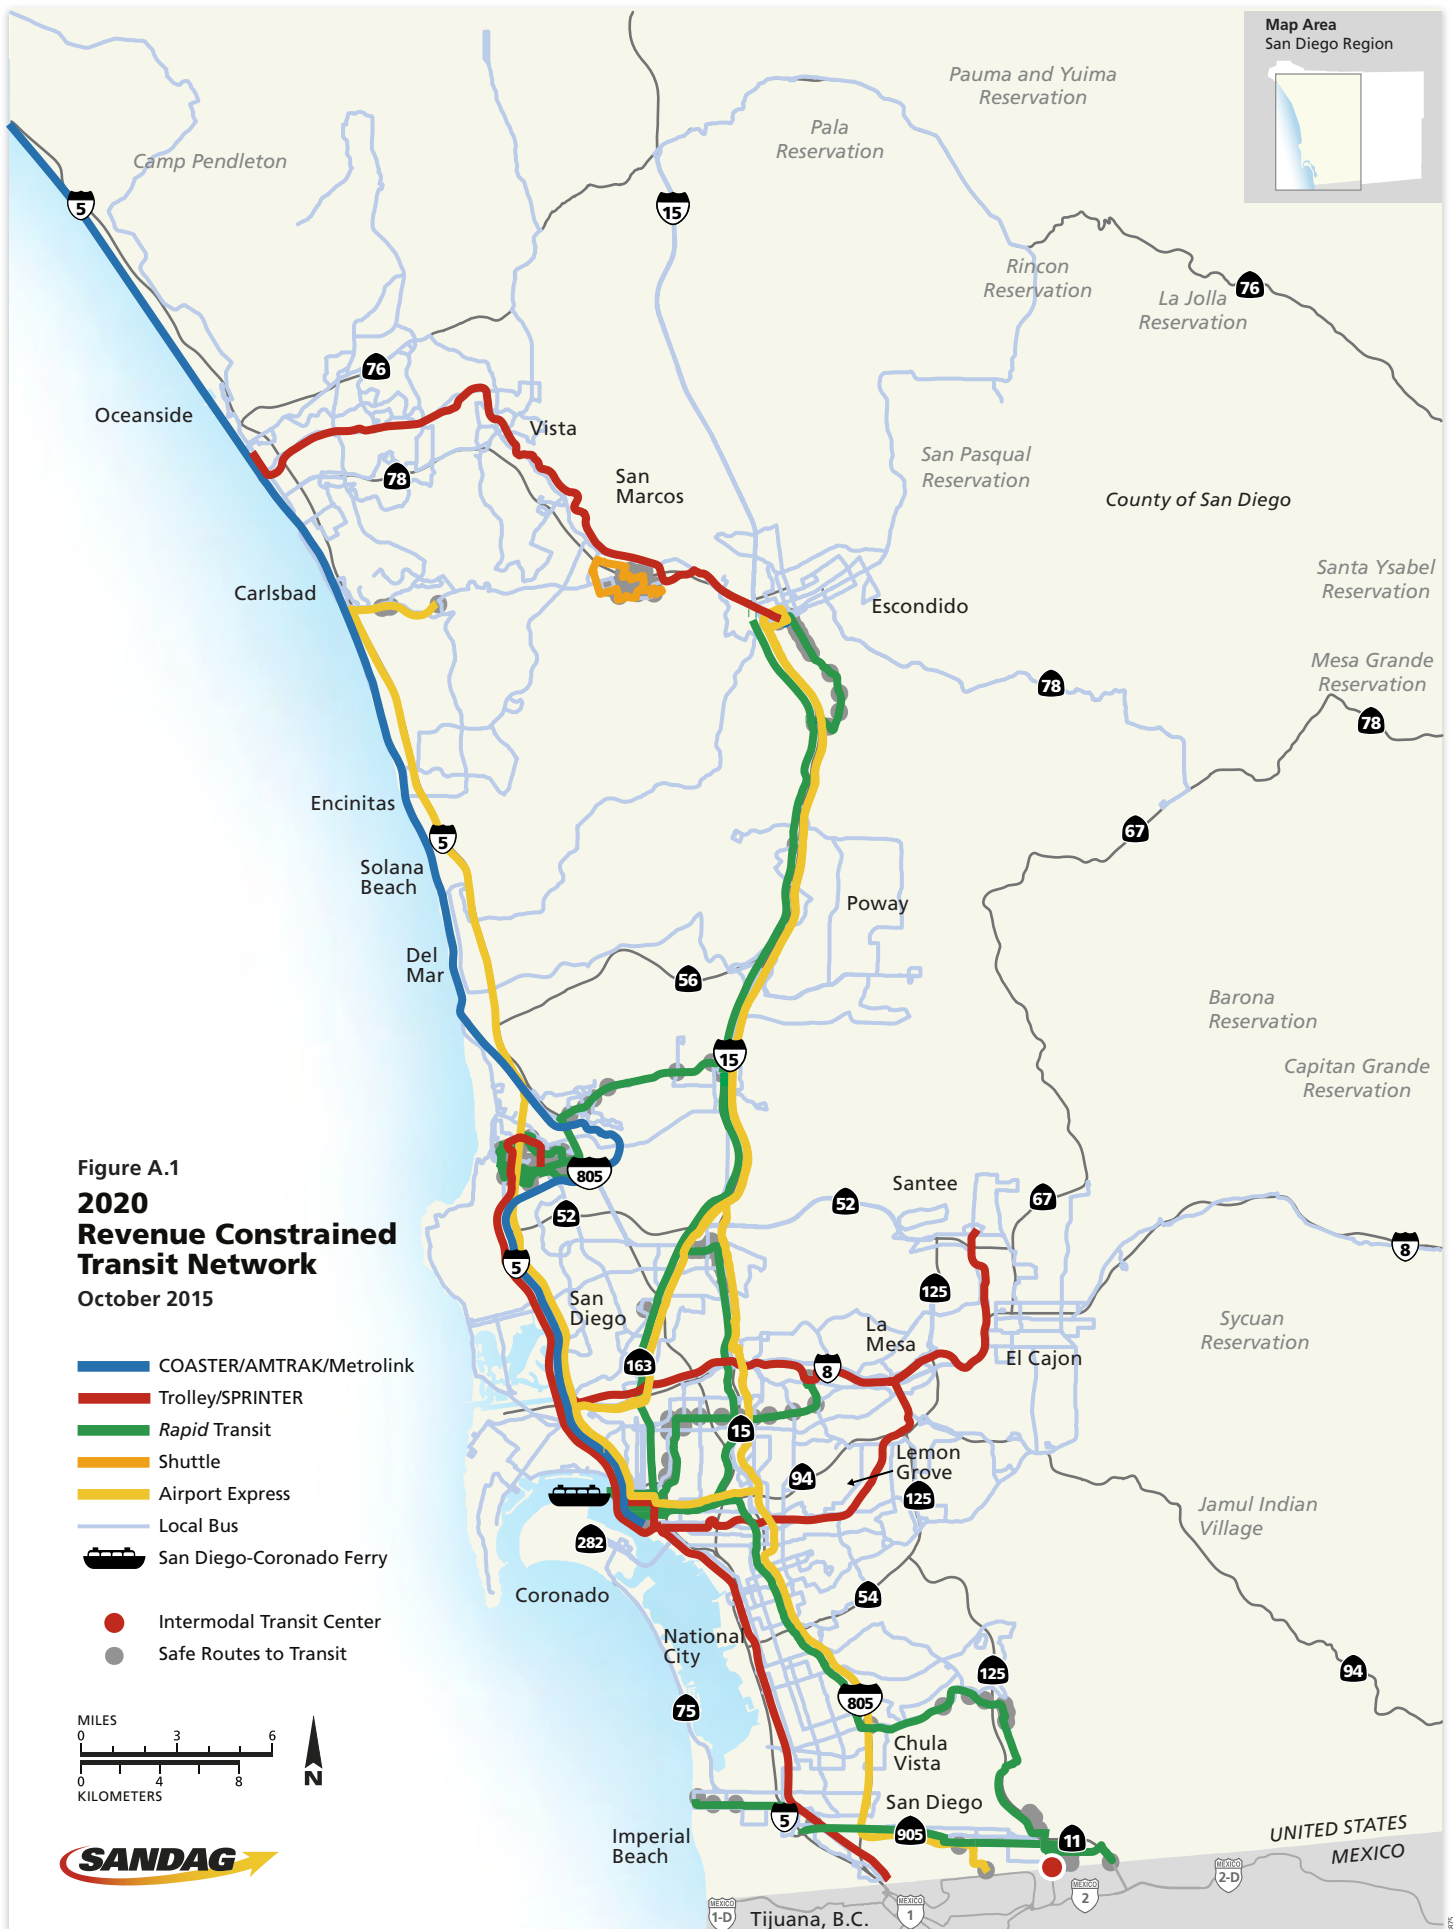 Map Area
San Diego Region
Pauma and Yuima
Reservation
Pala
Reservation
Camp Pendleton
5
15
Rincon
Reservation
La Jolla
Reservation
76
76
Oceanside
Vista
78
San
Marcos
San Pasqual
Reservation
County of San Diego
Santa Ysabel
Reservation
Carlsbad
Escondido
Mesa Grande
Reservation
78
78
Encinitas
5
67
Solana
Beach
Poway
Del
Mar
56
Barona
Reservation
15
Capitan Grande
Reservation
805
Santee
52
67
52
8
5
125
San
Diego
La
Mesa
Sycuan
Reservation
163
8
El Cajon
15
Lemon
Grove
94
125
Jamul Indian
Village
282
Coronado
54
National
City
125
94
75
805
Chula
Vista
San Diego
5
905
11
Imperial
Beach
UNITED STATES
MEXICO
MEXICO
2-D
MEXICO
2
MEXICO
1-D
MEXICO
1
Tijuana, B.C.
Figure A.1
2020
Revenue Constrained
Transit Network
October 2015
COASTER/AMTRAK/Metrolink
Trolley/SPRINTER
Rapid Transit
Shuttle
Airport Express
Local Bus
San Diego-Coronado Ferry
Intermodal Transit Center
Safe Routes to Transit
MILES
0 3 6
0 4 8
KILOMETERS
N
SANDAG